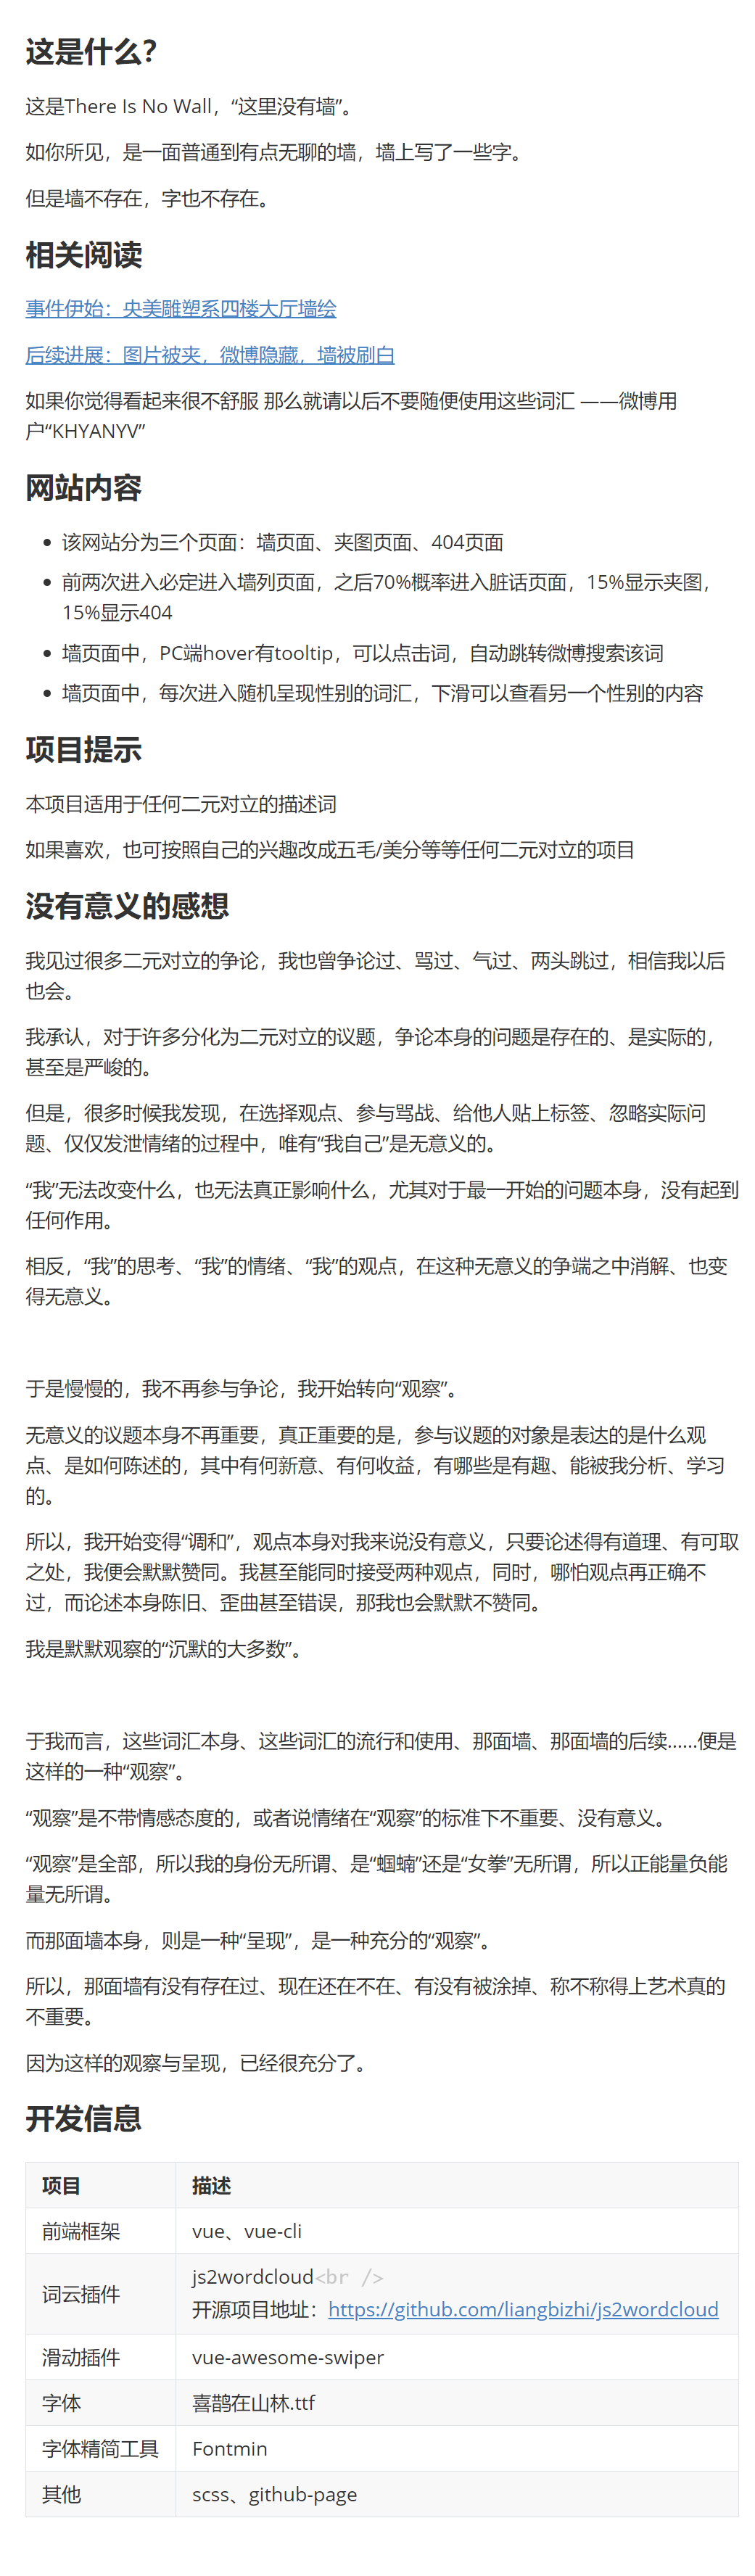 这是什么？
这是There Is No Wall，“这里没有墙”。
如你所见，是一面普通到有点无聊的墙，墙上写了一些字。
但是墙不存在，字也不存在。
相关阅读
事件伊始：央美雕塑系四楼大厅墙绘
后续进展：图片被夹，微博隐藏，墙被刷白
如果你觉得看起来很不舒服 那么就请以后不要随便使用这些词汇 ——微博用
户“KHYANYV”
网站内容
• 该网站分为三个页面：墙页面、夹图页面、404页面
• 前两次进入必定进入墙列页面，之后70%概率进入脏话页面，15%显示夹图，
15%显示404
• 墙页面中，PC端hover有tooltip，可以点击词，自动跳转微博搜索该词
• 墙页面中，每次进入随机呈现性别的词汇，下滑可以查看另一个性别的内容
项目提示
本项目适用于任何二元对立的描述词
如果喜欢，也可按照自己的兴趣改成五毛/美分等等任何二元对立的项目
没有意义的感想
我见过很多二元对立的争论，我也曾争论过、骂过、气过、两头跳过，相信我以后
也会。
我承认，对于许多分化为二元对立的议题，争论本身的问题是存在的、是实际的，
甚至是严峻的。
但是，很多时候我发现，在选择观点、参与骂战、给他人贴上标签、忽略实际问
题、仅仅发泄情绪的过程中，唯有“我自己”是无意义的。
“我”无法改变什么，也无法真正影响什么，尤其对于最一开始的问题本身，没有起到
任何作用。
相反，“我”的思考、“我”的情绪、“我”的观点，在这种无意义的争端之中消解、也变
得无意义。
于是慢慢的，我不再参与争论，我开始转向“观察”。
无意义的议题本身不再重要，真正重要的是，参与议题的对象是表达的是什么观
点、是如何陈述的，其中有何新意、有何收益，有哪些是有趣、能被我分析、学习
的。
所以，我开始变得“调和”，观点本身对我来说没有意义，只要论述得有道理、有可取
之处，我便会默默赞同。我甚至能同时接受两种观点，同时，哪怕观点再正确不
过，而论述本身陈旧、歪曲甚至错误，那我也会默默不赞同。
我是默默观察的“沉默的大多数”。
于我而言，这些词汇本身、这些词汇的流行和使用、那面墙、那面墙的后续......便是
这样的一种“观察”。
“观察”是不带情感态度的，或者说情绪在“观察”的标准下不重要、没有意义。
“观察”是全部，所以我的身份无所谓、是“蝈蝻”还是“女拳”无所谓，所以正能量负能
量无所谓。
而那面墙本身，则是一种“呈现”，是一种充分的“观察”。
所以，那面墙有没有存在过、现在还在不在、有没有被涂掉、称不称得上艺术真的
不重要。
因为这样的观察与呈现，已经很充分了。
开发信息
项目 描述
前端框架 vue、vue-cli
词云插件 js2wordcloud<br />
开源项目地址：https://github.com/liangbizhi/js2wordcloud
滑动插件 vue-awesome-swiper
字体 喜鹊在山林.ttf
字体精简工具 Fontmin
其他 scss、github-page